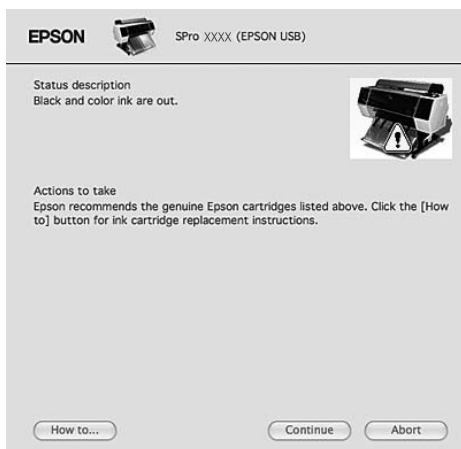 EPSON SPro XXXX (EPSON USB)
Status description
Black and color ink are out.
Actions to take
Epson recommends the genuine Epson cartridges listed above. Click the [How
to] button for ink cartridge replacement instructions.
How to... Continue Abort